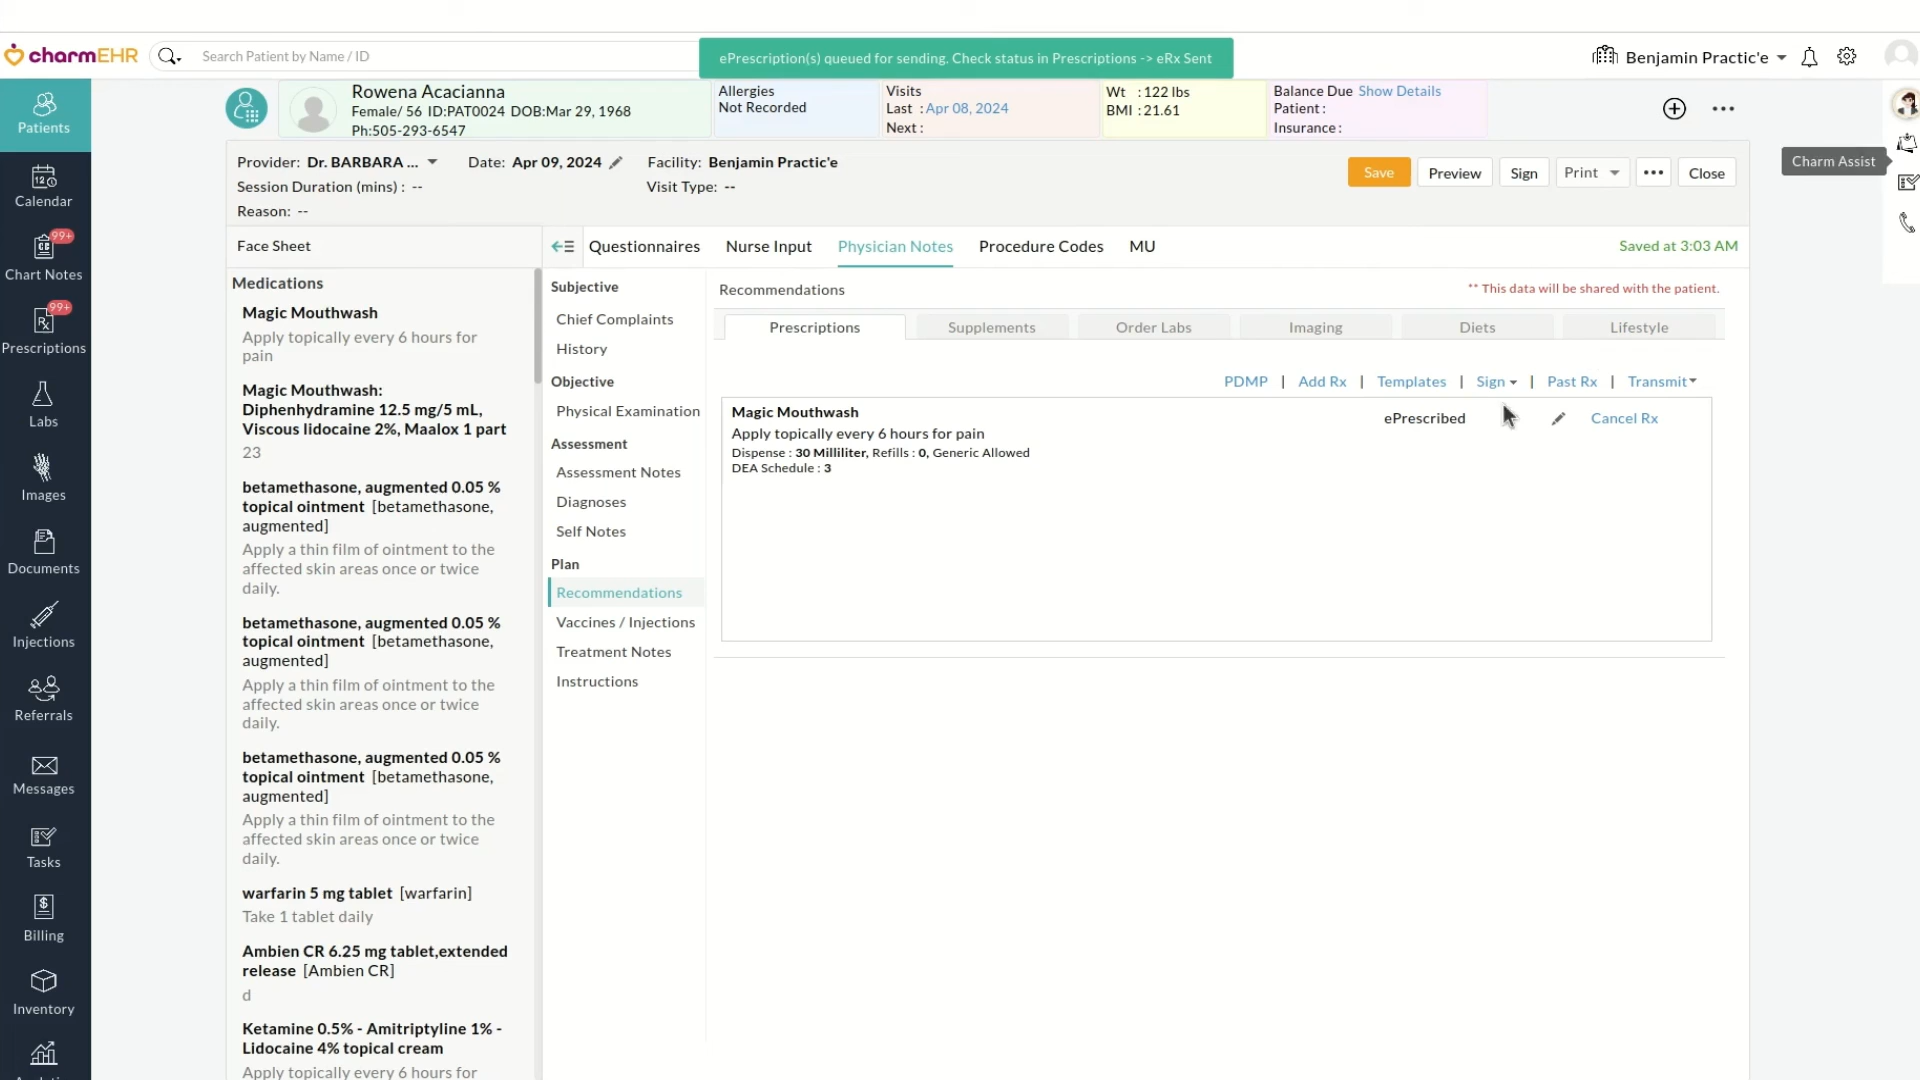 charmEHR
Search Patient by Name / ID
ePrescription(s) queued for sending. Check status in Prescriptions -> eRx Sent
Benjamin Practic'e
Patients
Calendar
99+
Chart Notes
99+
Prescriptions
Labs
Images
Documents
Injections
Referrals
Messages
Tasks
Billing
Inventory
Rowena Acacianna
Female/ 56 ID:PAT0024 DOB:Mar 29, 1968
Ph:505-293-6547
Allergies
Not Recorded
Visits
Last : Apr 08, 2024
Next :
Wt : 122 lbs
BMI : 21.61
Balance Due Show Details
Patient :
Insurance :
Charm Assist
Provider: Dr. BARBARA ... Date: Apr 09, 2024 Facility: Benjamin Practic'e
Session Duration (mins) : -- Visit Type: --
Reason: --
Save Preview Sign Print ••• Close
Face Sheet
Questionnaires Nurse Input Physician Notes Procedure Codes MU
Saved at 3:03 AM
Medications
Magic Mouthwash
Apply topically every 6 hours for
pain
Magic Mouthwash:
Diphenhydramine 12.5 mg/5 mL,
Viscous lidocaine 2%, Maalox 1 part
23
betamethasone, augmented 0.05 %
topical ointment [betamethasone,
augmented]
Apply a thin film of ointment to the
affected skin areas once or twice
daily.
betamethasone, augmented 0.05 %
topical ointment [betamethasone,
augmented]
Apply a thin film of ointment to the
affected skin areas once or twice
daily.
betamethasone, augmented 0.05 %
topical ointment [betamethasone,
augmented]
Apply a thin film of ointment to the
affected skin areas once or twice
daily.
warfarin 5 mg tablet [warfarin]
Take 1 tablet daily
Ambien CR 6.25 mg tablet,extended
release [Ambien CR]
d
Ketamine 0.5% - Amitriptyline 1% -
Lidocaine 4% topical cream
Apply topically every 6 hours for
Subjective
Chief Complaints
History
Objective
Physical Examination
Assessment
Assessment Notes
Diagnoses
Self Notes
Plan
Recommendations
Vaccines / Injections
Treatment Notes
Instructions
Recommendations
** This data will be shared with the patient.
Prescriptions Supplements Order Labs Imaging Diets Lifestyle
PDMP | Add Rx | Templates | Sign | Past Rx | Transmit
Magic Mouthwash
Apply topically every 6 hours for pain
Dispense : 30 Milliliter, Refills : 0, Generic Allowed
DEA Schedule : 3
ePrescribed
Cancel Rx